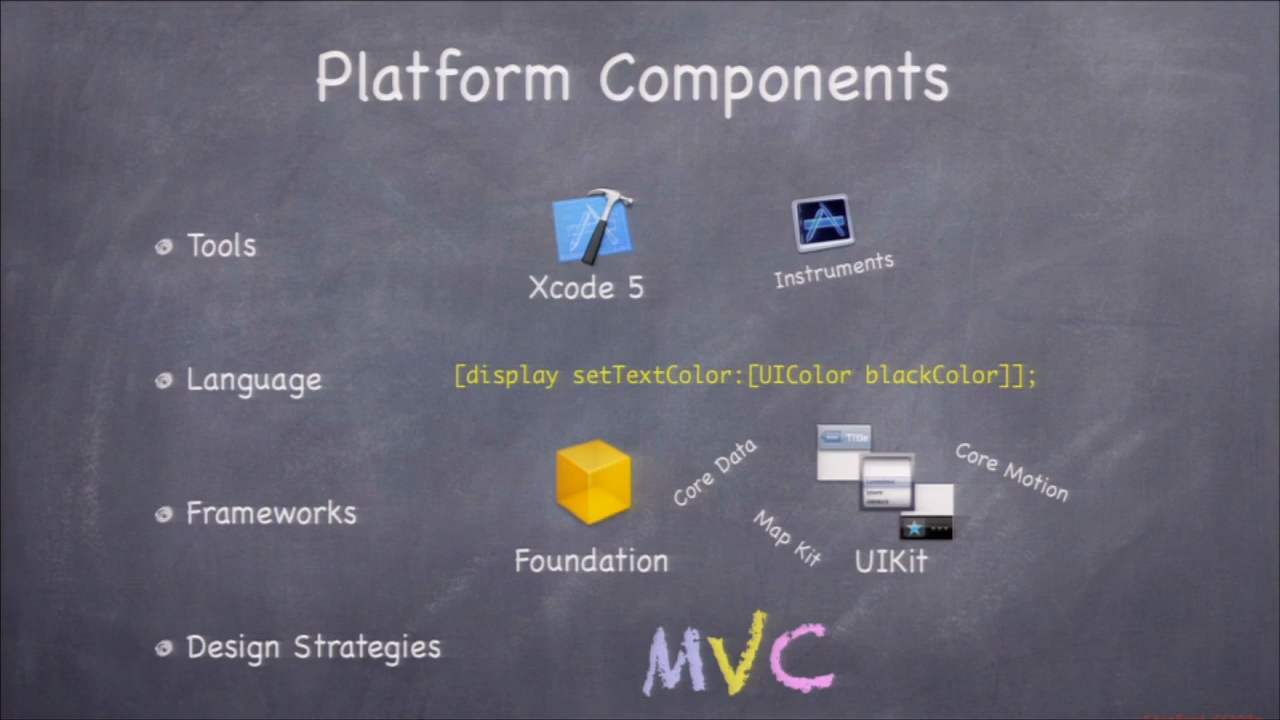 Platform Components
Tools
Xcode 5
Instruments
Language
[display setTextColor:[UIColor blackColor]];
Frameworks
Foundation
Core Data
Map Kit
Title
UIKit
Core Motion
Design Strategies
MVC